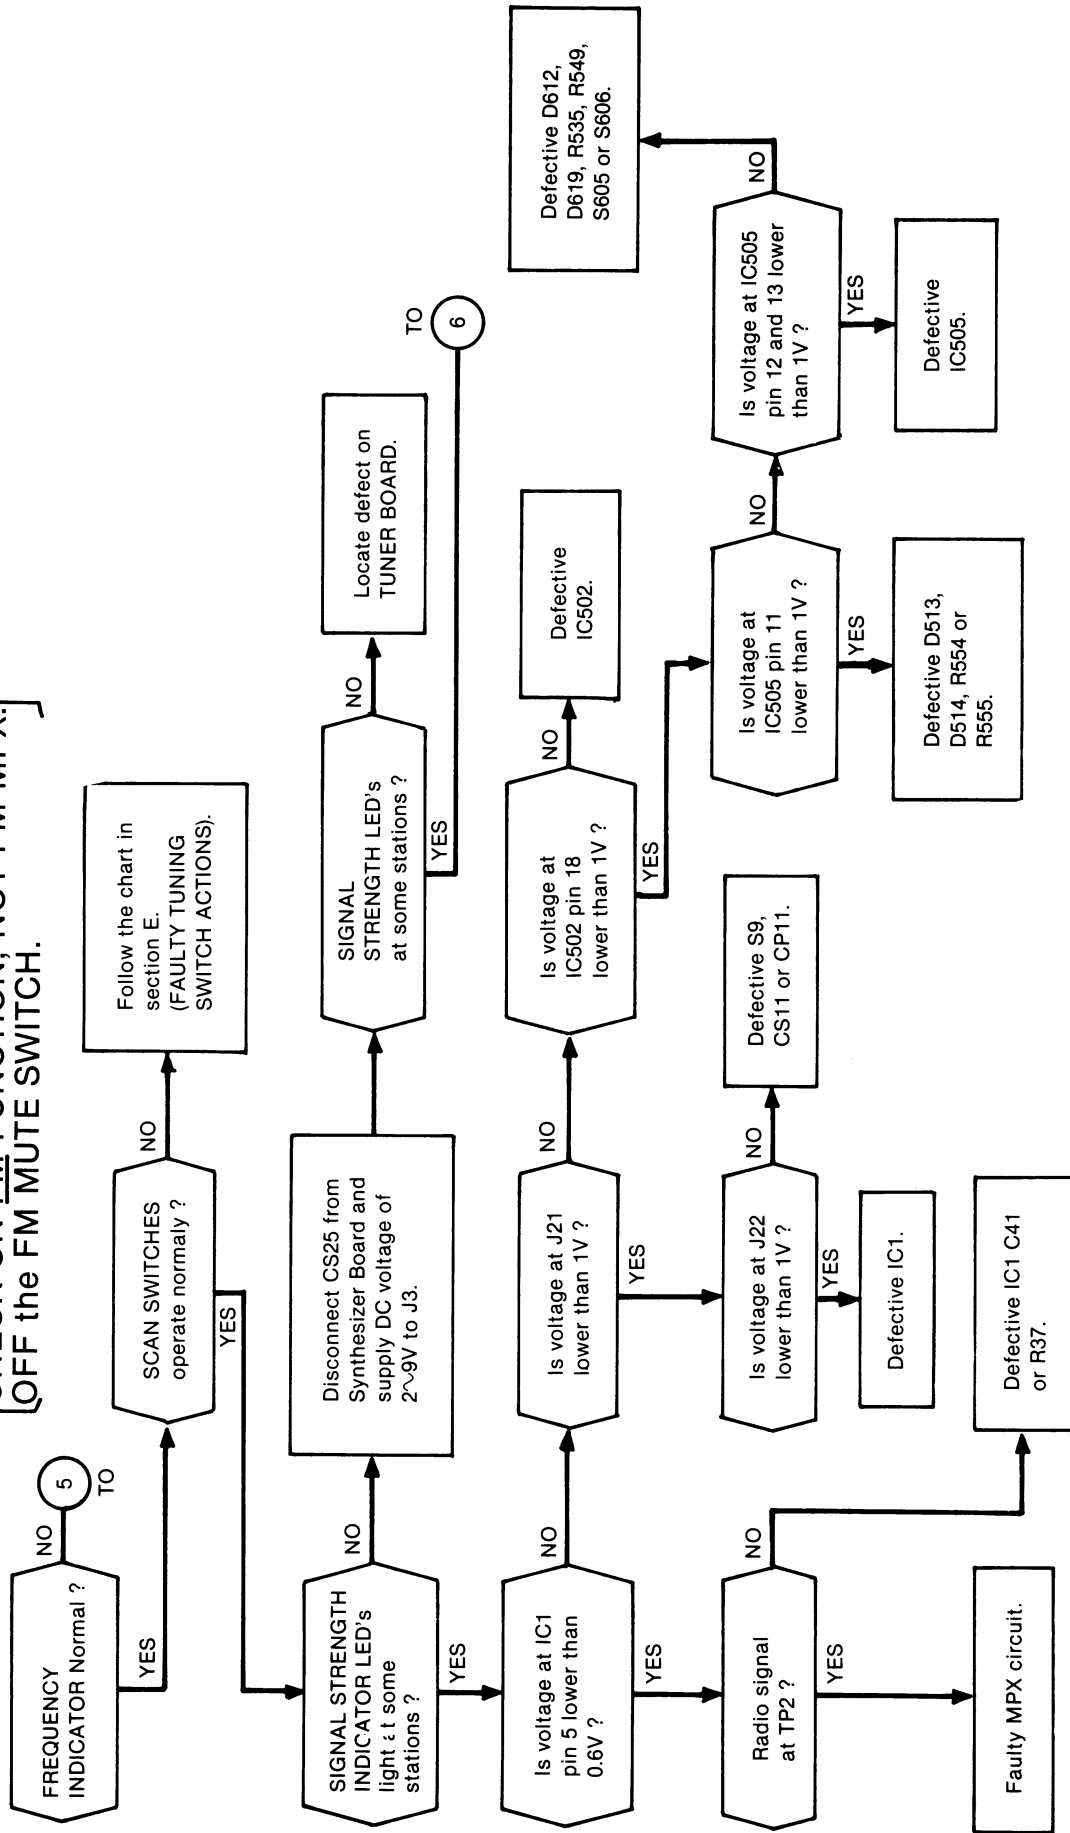 OFF the FM MUTE SWITCH.
FREQUENCY
INDICATOR Normal ?
NO
5
TO
YES
SCAN SWITCHES
operate normaly ?
NO
Follow the chart in
section E.
(FAULTY TUNING
SWITCH ACTIONS).
YES
SIGNAL STRENGTH
INDICATOR LED's
light at some
stations ?
NO
Disconnect CS25 from
Synthesizer Board and
supply DC voltage of
2~9V to J3.
SIGNAL
STRENGTH LED's
at some stations ?
NO
Locate defect on
TUNER BOARD.
YES
TO
6
YES
Is voltage at IC1
pin 5 lower than
0.6V ?
NO
Is voltage at J21
lower than 1V ?
NO
Is voltage at
IC502 pin 18
lower than 1V ?
NO
Defective
IC502.
YES
YES
YES
Radio signal
at TP2 ?
NO
Defective IC1 C41
or R37.
YES
Faulty MPX circuit.
Is voltage at J22
lower than 1V ?
NO
Defective S9,
CS11 or CP11.
YES
Defective IC1.
Is voltage at
IC505 pin 11
lower than 1V ?
NO
Is voltage at IC505
pin 12 and 13 lower
than 1V ?
NO
Defective D612,
D619, R535, R549,
S605 or S606.
YES
Defective D513,
D514, R554 or
R555.
YES
Defective
IC505.